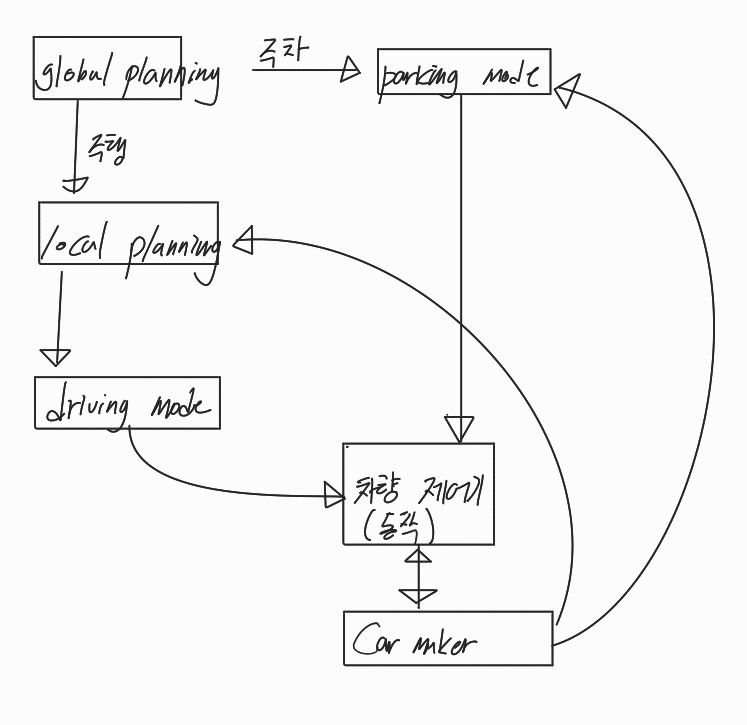 global planning
주차
parking mode
주행
local planning
driving mode
차량 제어
(동작)
Car mker